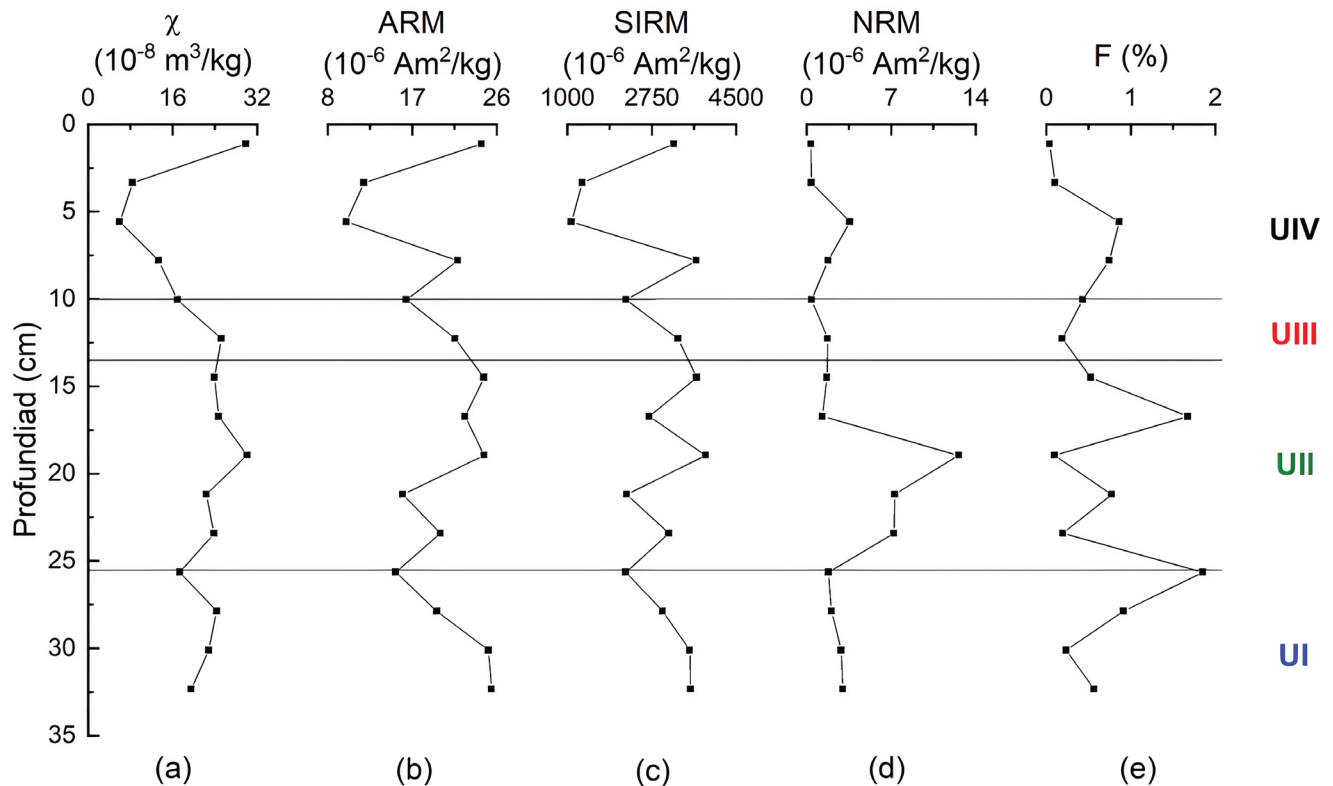 χ ARM SIRM NRM
(10⁻⁸ m³/kg) (10⁻⁶ Am²/kg) (10⁻⁶ Am²/kg) (10⁻⁶ Am²/kg) F (%)
0 16 32 8 17 26 1000 2750 4500 0 7 14 0 1 2
0
5
UIV
10
UIII
15
Profundiad (cm)
UII
20
25
30
UI
35
(a) (b) (c) (d) (e)